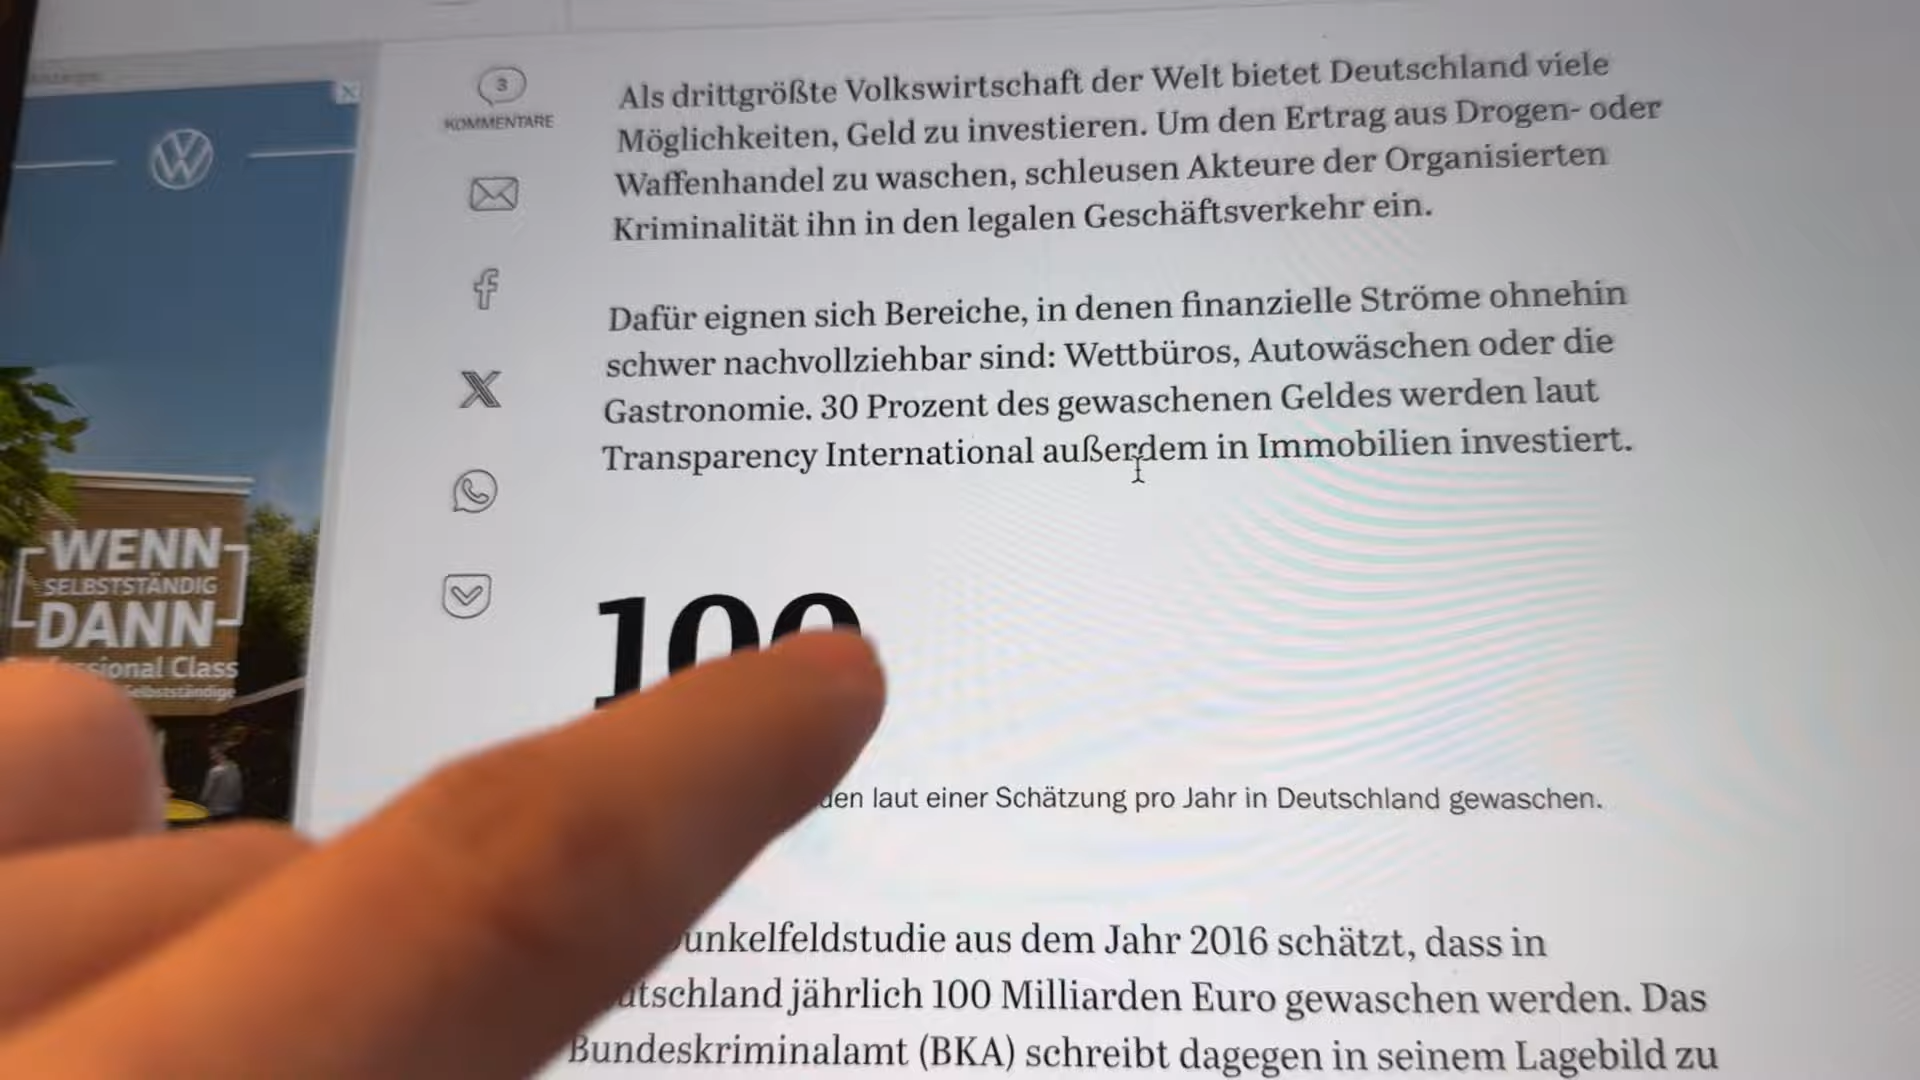 3
KOMMENTARE
Als drittgrößte Volkswirtschaft der Welt bietet Deutschland viele
Möglichkeiten, Geld zu investieren. Um den Ertrag aus Drogen- oder
Waffenhandel zu waschen, schleusen Akteure der Organisierten
Kriminalität ihn in den legalen Geschäftsverkehr ein.
Dafür eignen sich Bereiche, in denen finanzielle Ströme ohnehin
schwer nachvollziehbar sind: Wettbüros, Autowäschen oder die
Gastronomie. 30 Prozent des gewaschenen Geldes werden laut
Transparency International außerdem in Immobilien investiert.
100
laut einer Schätzung pro Jahr in Deutschland gewaschen.
aus dem Jahr 2016 schätzt, dass in
jährlich 100 Milliarden Euro gewaschen werden. Das
Bundeskriminalamt (BKA) schreibt dagegen in seinem Lagebild zu
WENN
SELBSTSTÄNDIG
DANN
Class
Selbstständige